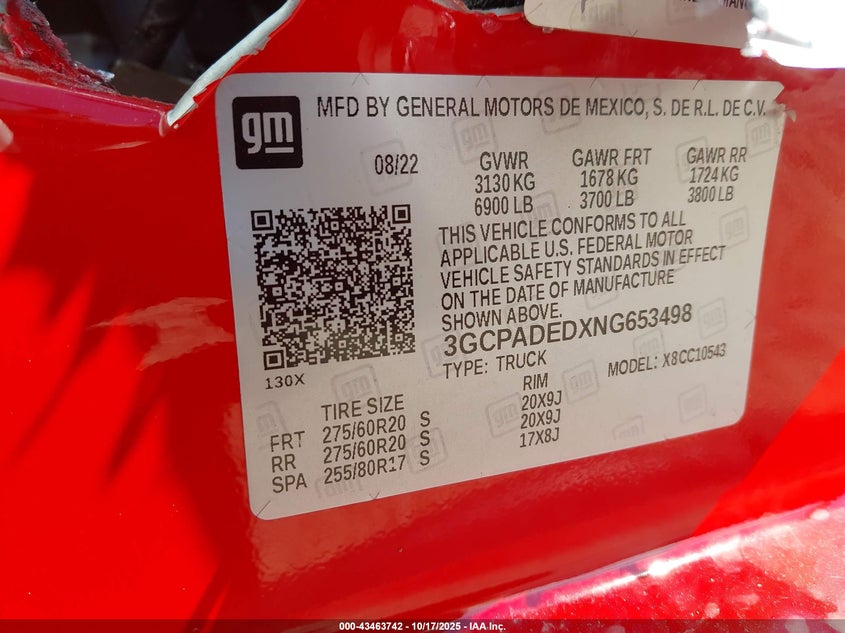 gm
MFD BY GENERAL MOTORS DE MEXICO, S. DE R.L. DE C.V.
08/22
GVWR GAWR FRT GAWR RR
3130 KG 1678 KG 1724 KG
6900 LB 3700 LB 3800 LB
THIS VEHICLE CONFORMS TO ALL
APPLICABLE U.S. FEDERAL MOTOR
VEHICLE SAFETY STANDARDS IN EFFECT
ON THE DATE OF MANUFACTURE
SHOWN ABOVE.
3GCPADEDXNG653498
TYPE: TRUCK MODEL: X8CC10543
130X
TIRE SIZE RIM
FRT 275/60R20 S 20X9J
RR 275/60R20 S 20X9J
SPA 255/80R17 S 17X8J
000-43463742 - 10/17/2025 - IAA Inc.